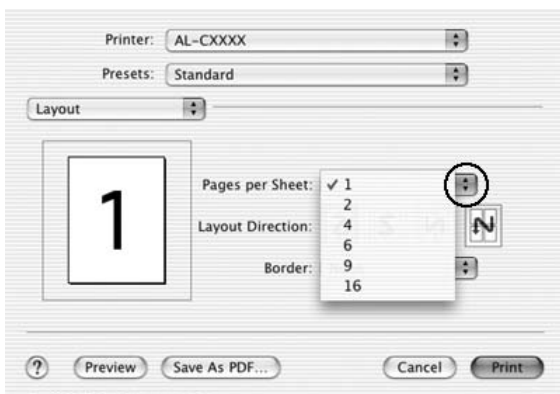 Printer: AL-CXXXX
Presets: Standard
Layout
1
Pages per Sheet: ✓ 1
2
4
6
9
16
Layout Direction:
Border:
? Preview Save As PDF... Cancel Print